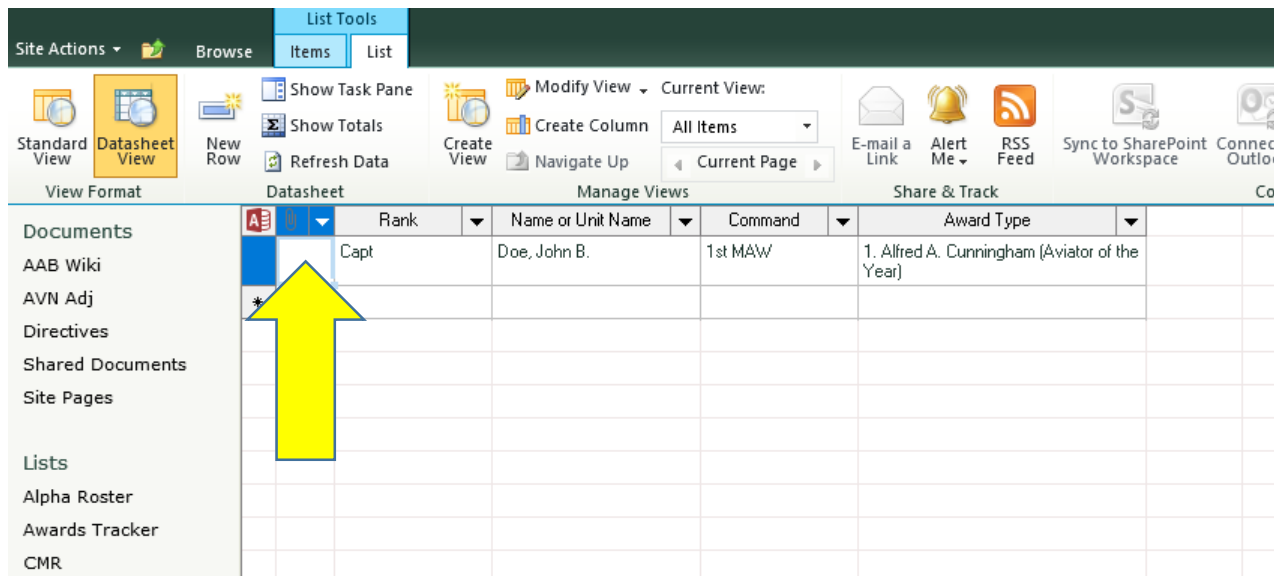 List Tools
Site Actions Browse Items List
Show Task Pane Modify View Current View:
Show Totals Create Column All Items
Standard View Datasheet View New Row Refresh Data Create View Navigate Up Current Page E-mail a Link Alert Me RSS Feed Sync to SharePoint Workspace Connec Outloo
View Format Datasheet Manage Views Share & Track Co
Rank Name or Unit Name Command Award Type
Capt Doe, John B. 1st MAW 1. Alfred A. Cunningham (Aviator of the
Year)
*
Documents
AAB Wiki
AVN Adj
Directives
Shared Documents
Site Pages
Lists
Alpha Roster
Awards Tracker
CMR